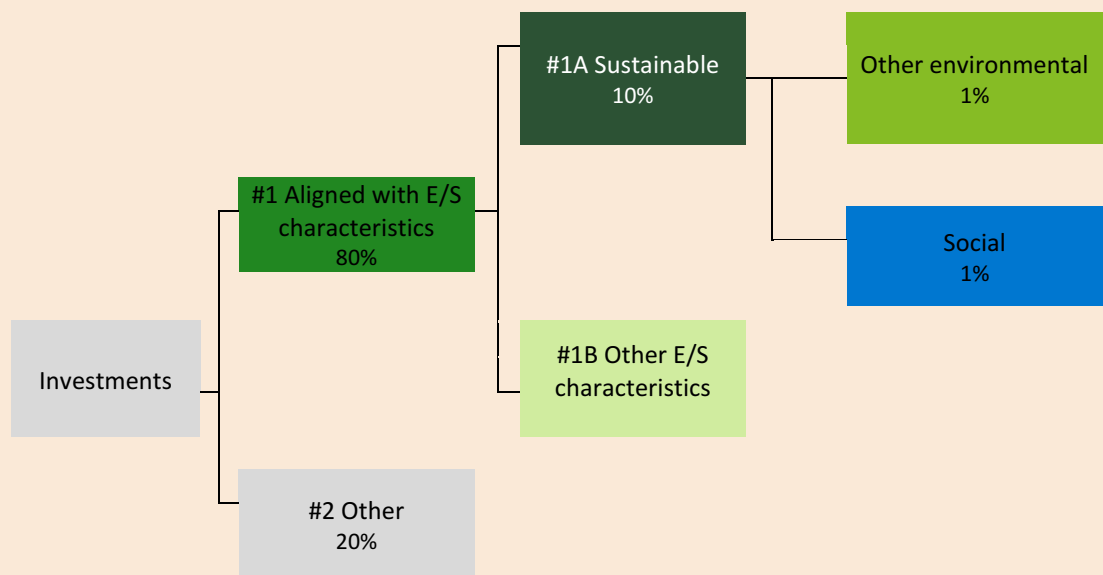 Investments
#1 Aligned with E/S
characteristics
80%
#2 Other
20%
#1A Sustainable
10%
#1B Other E/S
characteristics
Other environmental
1%
Social
1%